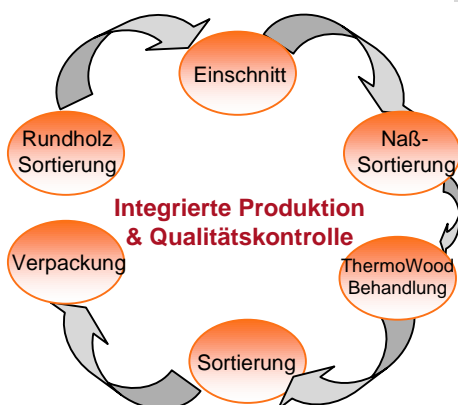 Einschnitt
Rundholz
Sortierung
Naß-
Sortierung
Integrierte Produktion
& Qualitätskontrolle
Verpackung
ThermoWood
Behandlung
Sortierung